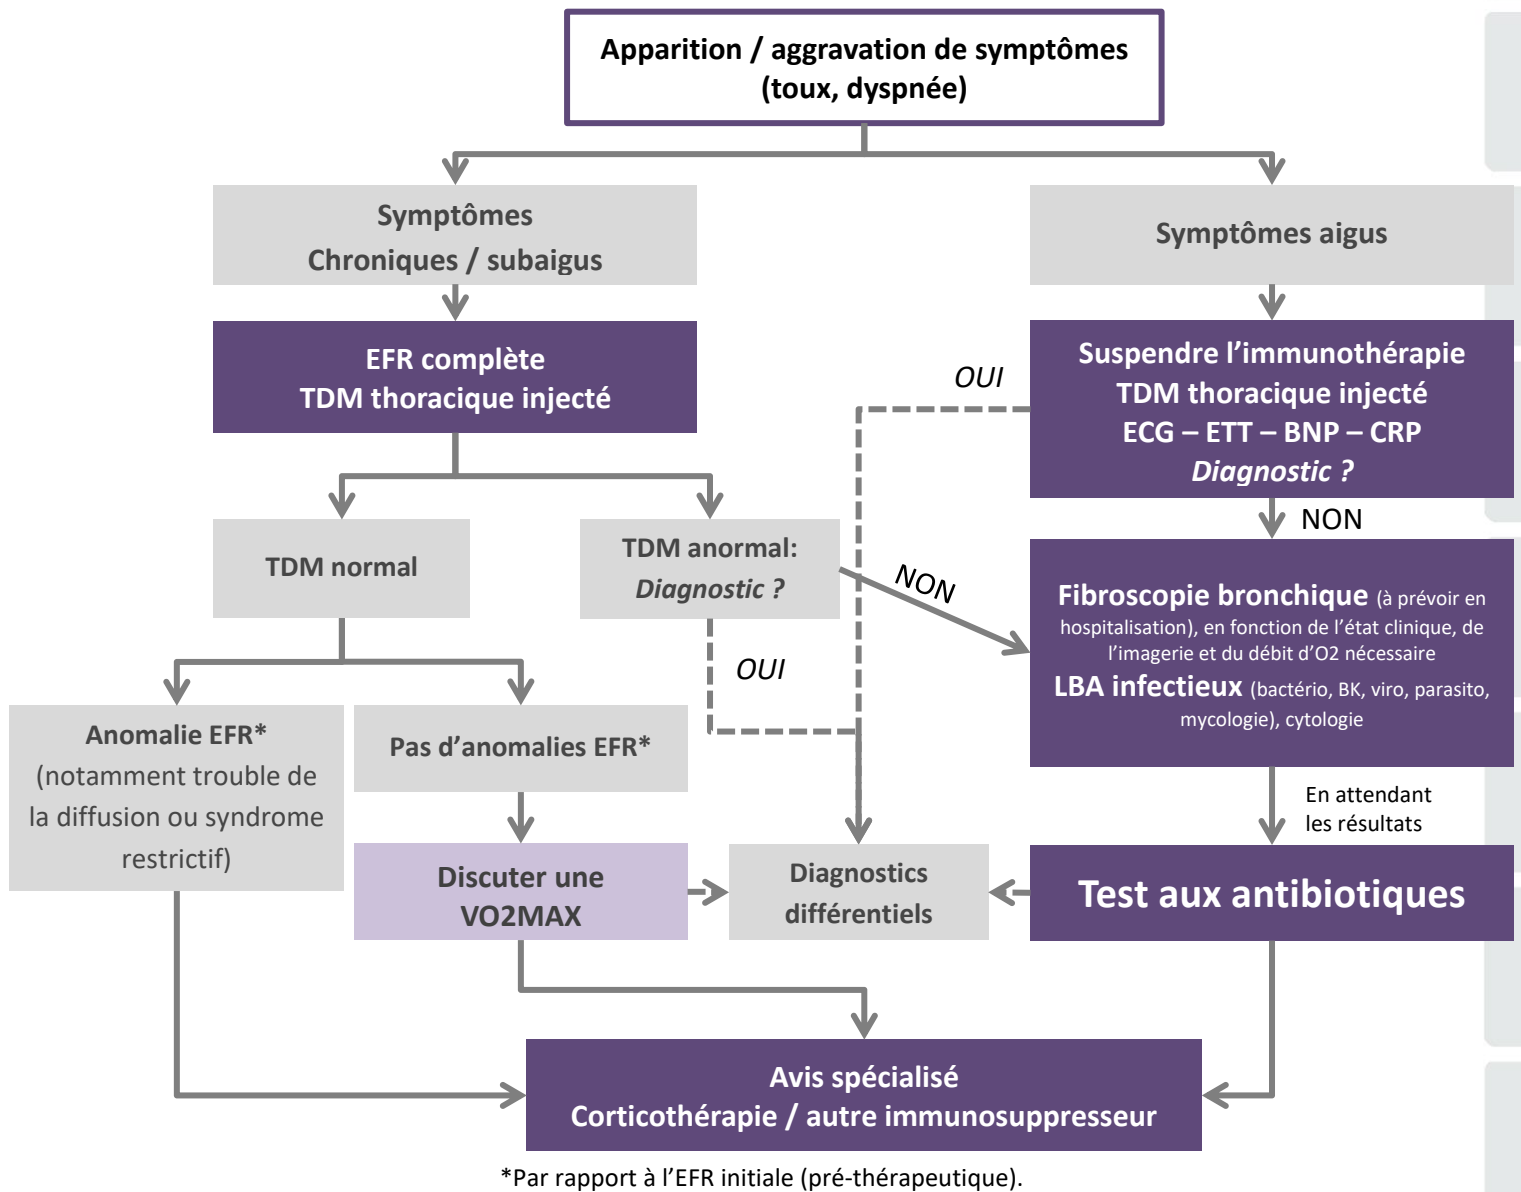 Apparition / aggravation de symptômes
(toux, dyspnée)
Symptômes
Chroniques / subaigus
Symptômes aigus
EFR complète
TDM thoracique injecté
OUI
Suspendre l’immunothérapie
TDM thoracique injecté
ECG – ETT – BNP – CRP
Diagnostic ?
NON
TDM normal
TDM anormal:
Diagnostic ?
NON
OUI
Fibroscopie bronchique (à prévoir en
hospitalisation), en fonction de l’état clinique, de
l’imagerie et du débit d’O2 nécessaire
LBA infectieux (bactério, BK, viro, parasito,
mycologie), cytologie
Anomalie EFR*
(notamment trouble de
la diffusion ou syndrome
restrictif)
Pas d’anomalies EFR*
En attendant
les résultats
Discuter une
VO2MAX
Diagnostics
différentiels
Test aux antibiotiques
Avis spécialisé
Corticothérapie / autre immunosuppresseur
*Par rapport à l’EFR initiale (pré-thérapeutique).